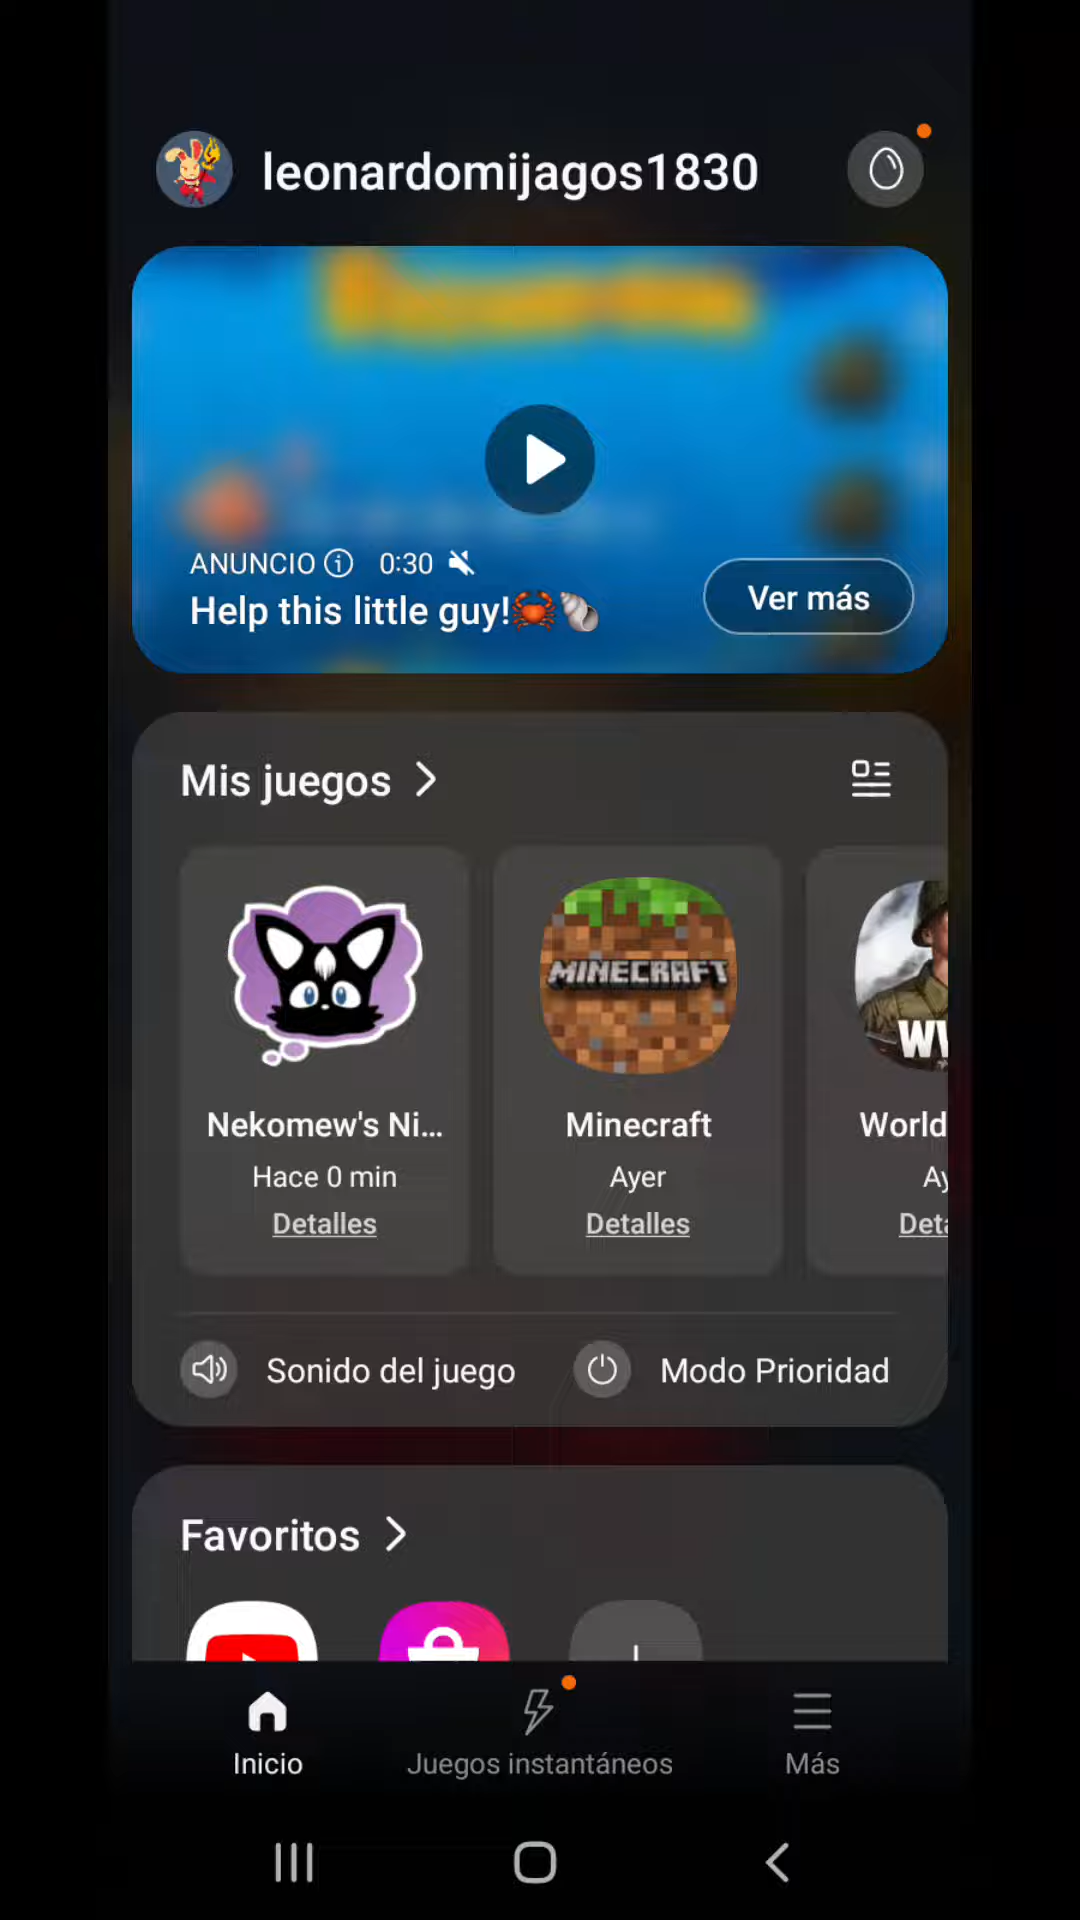 leonardomijagos1830
ANUNCIO 0:30
Help this little guy!🦀🐚
Ver más
Mis juegos
MINECRAFT
Nekomew's Ni...
Hace 0 min
Detalles
Minecraft
Ayer
Detalles
World
Sonido del juego
Modo Prioridad
Favoritos
Inicio
Juegos instantáneos
Más